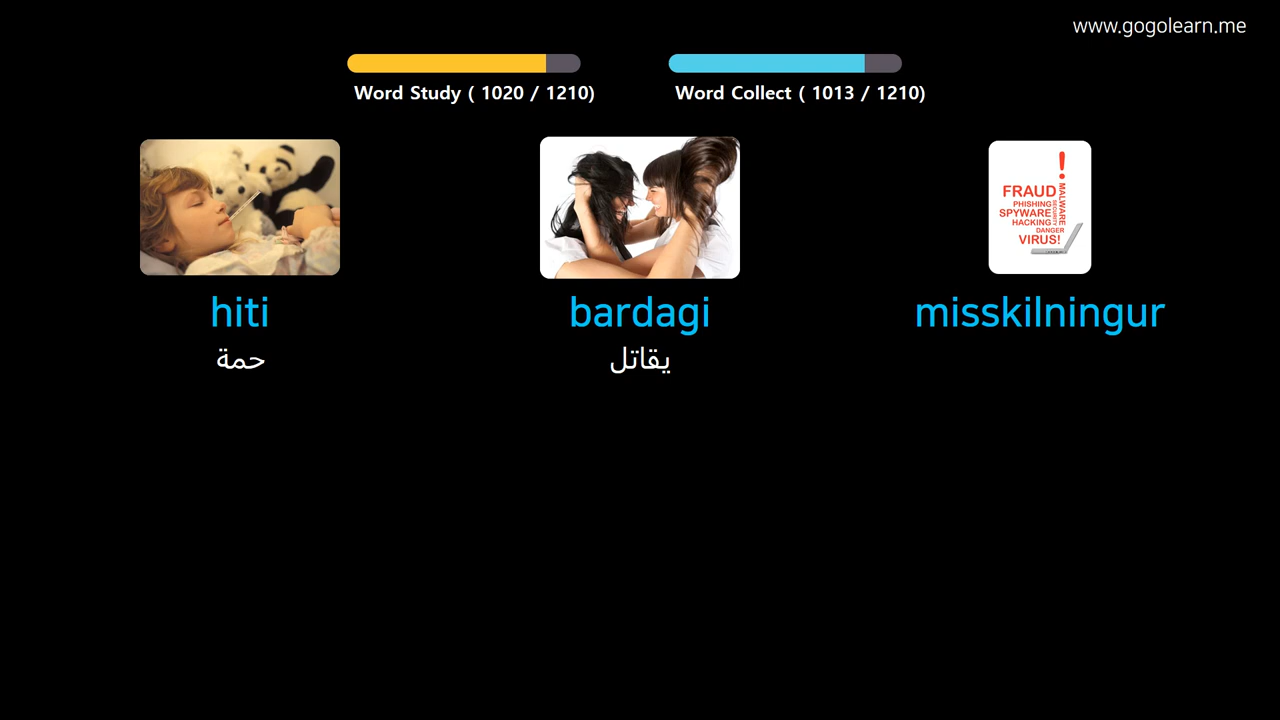 www.gogolearn.me
Word Study ( 1020 / 1210)
Word Collect ( 1013 / 1210)
FRAUD
PHISHING
SPYWARE
HACKING
DANGER
VIRUS!
MALWARE
SECURITY
!
hiti
bardagi
misskilningur
حمة
يقاتل